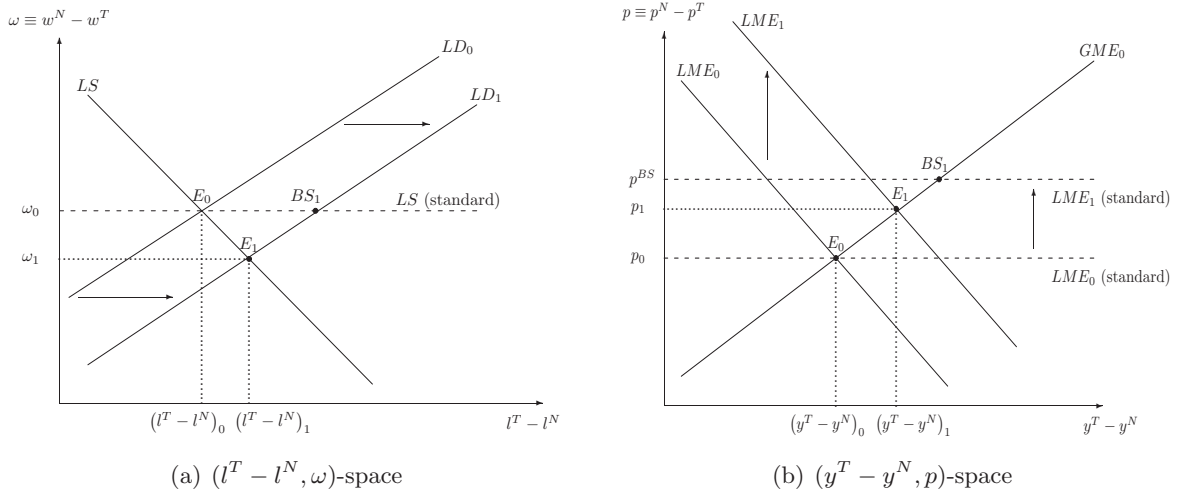 ω ≡ w^N − w^T
LD_0
LS
LD_1
E_0
BS_1
LS (standard)
ω_0
E_1
ω_1
(l^T − l^N)_0 (l^T − l^N)_1
l^T − l^N
(a) (l^T − l^N, ω)-space
p ≡ p^N − p^T
LME_1
GME_0
LME_0
BS_1
p^BS
LME_1 (standard)
E_1
p_1
E_0
p_0
LME_0 (standard)
(y^T − y^N)_0 (y^T − y^N)_1
y^T − y^N
(b) (y^T − y^N, p)-space